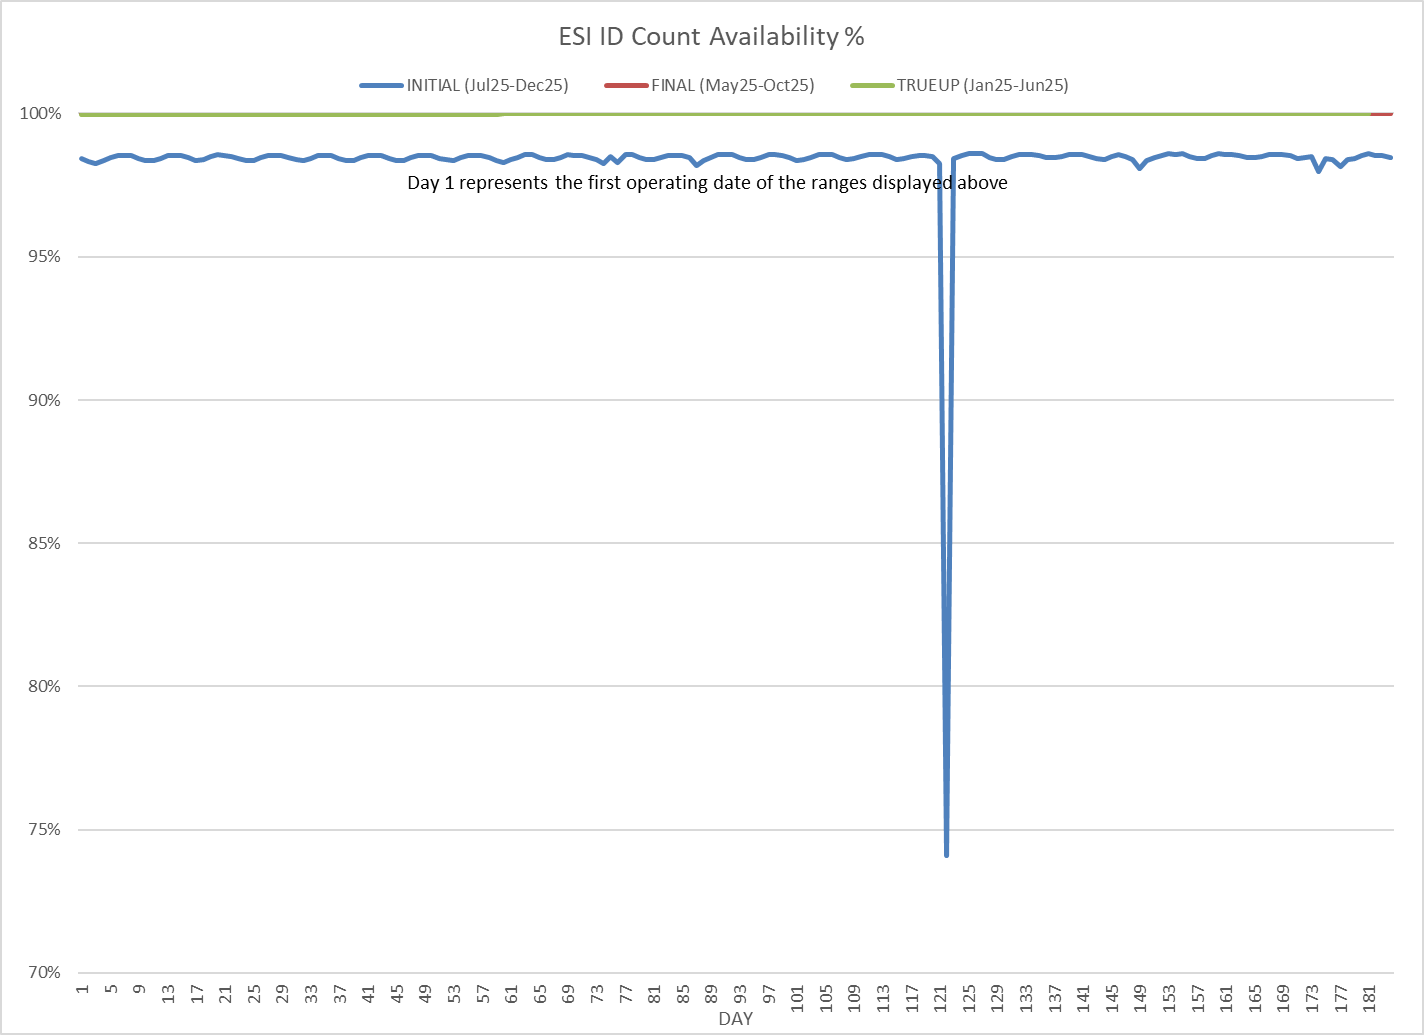 ESI ID Count Availability %
INITIAL (Jul25-Dec25) FINAL (May25-Oct25) TRUEUP (Jan25-Jun25)
100%
Day 1 represents the first operating date of the ranges displayed above
95%
90%
85%
80%
75%
70%
1 5 9 13 17 21 25 29 33 37 41 45 49 53 57 61 65 69 73 77 81 85 89 93 97 101 105 109 113 117 121 125 129 133 137 141 145 149 153 157 161 165 169 173 177 181
DAY